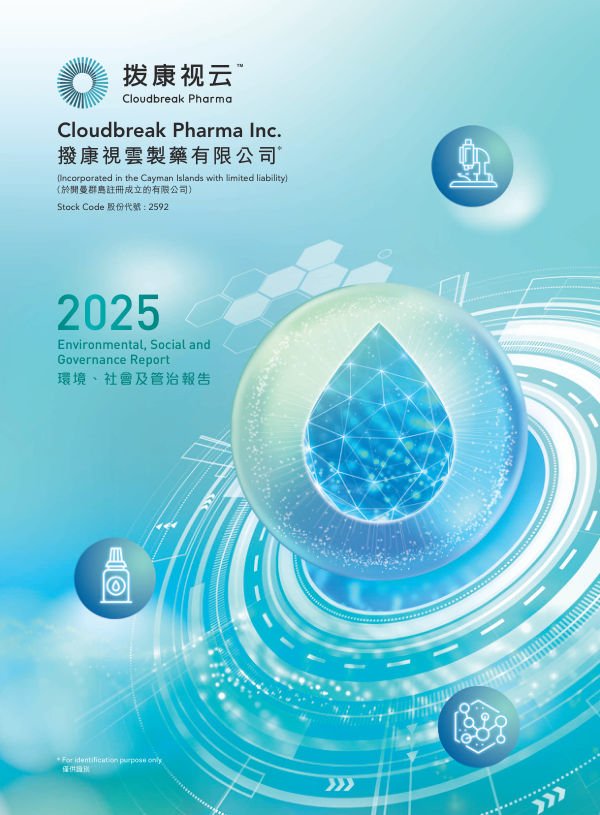 拨康视云™
Cloudbreak Pharma
Cloudbreak Pharma Inc.
撥康視雲製藥有限公司*
(Incorporated in the Cayman Islands with limited liability)
(於開曼群島註冊成立的有限公司)
Stock Code 股份代號 : 2592
2025
Environmental, Social and
Governance Report
環境、社會及管治報告
* For identification purpose only
僅供識別